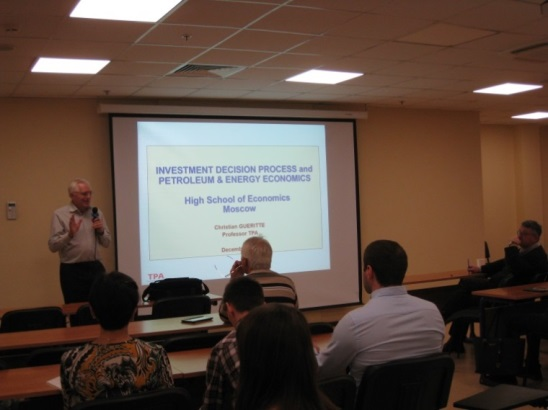 INVESTMENT DECISION PROCESS and
PETROLEUM & ENERGY ECONOMICS
High School of Economics
Moscow
Christian GUERITTE
Professor TPA
TPA